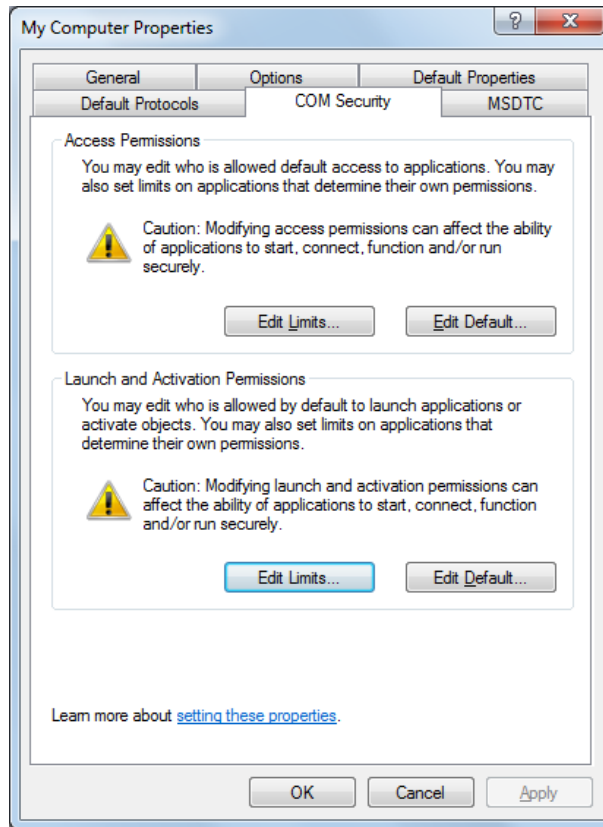 My Computer Properties
General Options Default Properties
Default Protocols COM Security MSDTC
Access Permissions
You may edit who is allowed default access to applications. You may
also set limits on applications that determine their own permissions.
Caution: Modifying access permissions can affect the ability
of applications to start, connect, function and/or run
securely.
Edit Limits... Edit Default...
Launch and Activation Permissions
You may edit who is allowed by default to launch applications or
activate objects. You may also set limits on applications that
determine their own permissions.
Caution: Modifying launch and activation permissions can
affect the ability of applications to start, connect, function
and/or run securely.
Edit Limits... Edit Default...
Learn more about setting these properties.
OK Cancel Apply